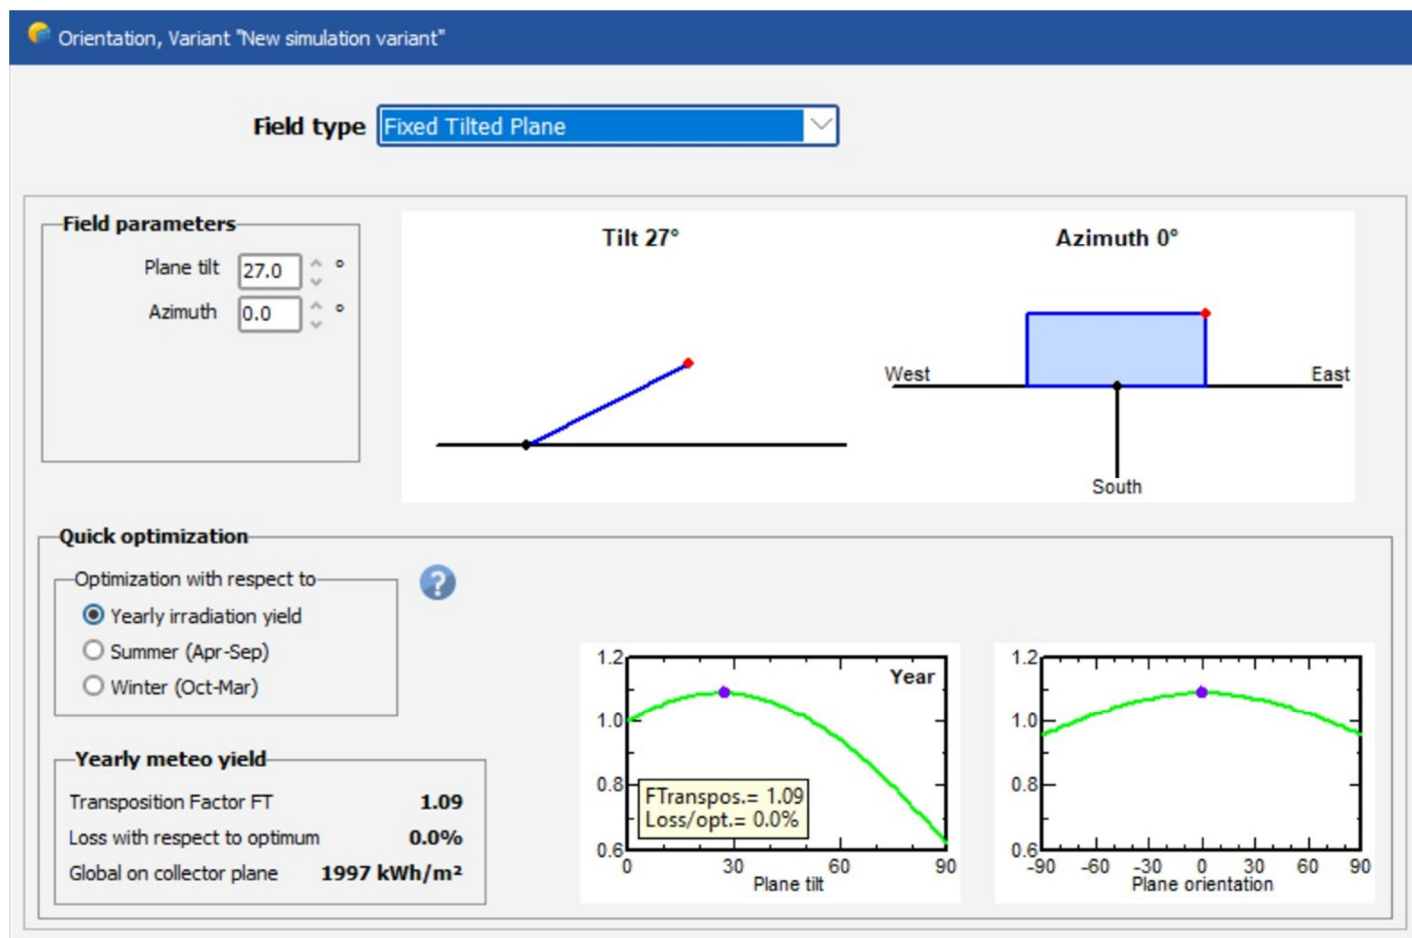 Orientation, Variant "New simulation variant"
Field type Fixed Tilted Plane
Field parameters
Plane tilt 27.0 °
Azimuth 0.0 °
Tilt 27°
Azimuth 0°
West
East
South
Quick optimization
Optimization with respect to
?
Yearly irradiation yield
Summer (Apr-Sep)
Winter (Oct-Mar)
Yearly meteo yield
Transposition Factor FT 1.09
Loss with respect to optimum 0.0%
Global on collector plane 1997 kWh/m²
1.2
Year
1.0
0.8
FTranspos.= 1.09
Loss/opt.= 0.0%
0.6
0 30 60 90
Plane tilt
1.2
1.0
0.8
0.6
-90 -60 -30 0 30 60 90
Plane orientation